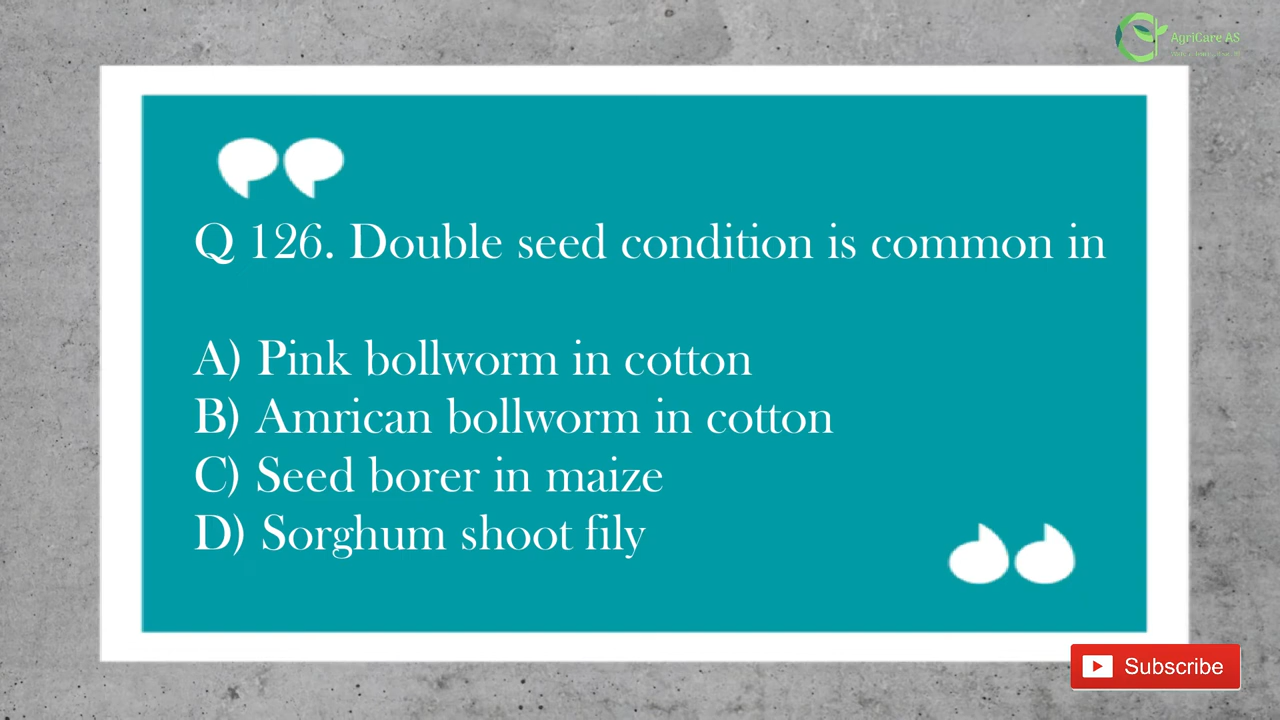 AgriCare AS
Q 126. Double seed condition is common in
A) Pink bollworm in cotton
B) Amrican bollworm in cotton
C) Seed borer in maize
D) Sorghum shoot fily
Subscribe